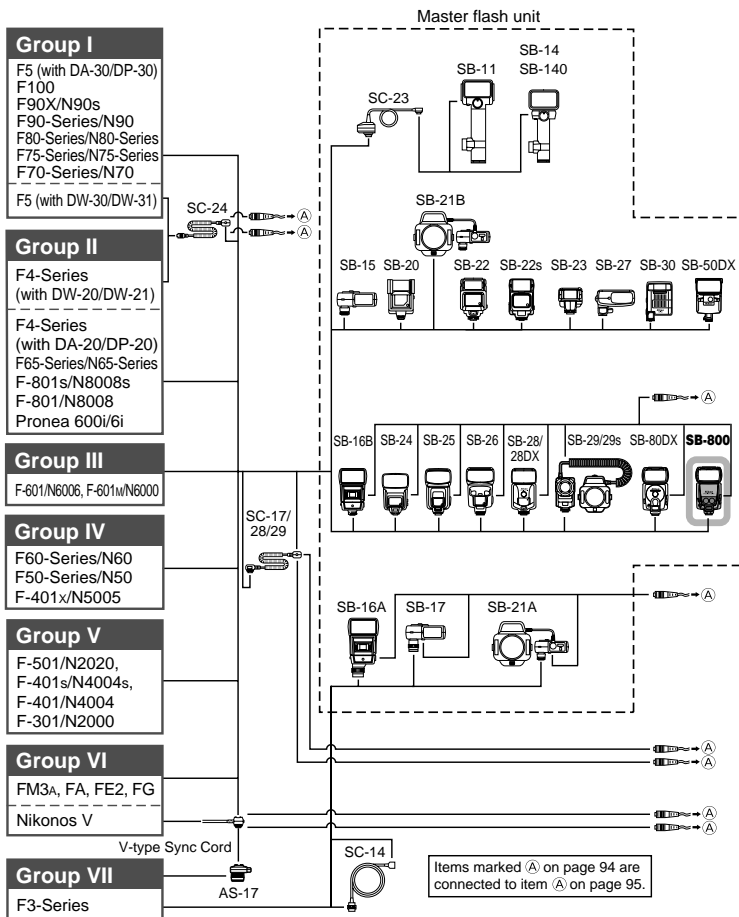 Master flash unit
Group I
F5 (with DA-30/DP-30)
F100
F90X/N90s
F90-Series/N90
F80-Series/N80-Series
F75-Series/N75-Series
F70-Series/N70
F5 (with DW-30/DW-31)
SC-24
A
A
Group II
F4-Series
(with DW-20/DW-21)
F4-Series
(with DA-20/DP-20)
F65-Series/N65-Series
F-801s/N8008s
F-801/N8008
Pronea 600i/6i
Group III
F-601/N6006, F-601M/N6000
Group IV
F60-Series/N60
F50-Series/N50
F-401X/N5005
SC-17/
28/29
Group V
F-501/N2020,
F-401s/N4004s,
F-401/N4004
F-301/N2000
Group VI
FM3A, FA, FE2, FG
Nikonos V
V-type Sync Cord
AS-17
Group VII
F3-Series
SC-23
SB-11
SB-14
SB-140
SB-21B
SB-15
SB-20
SB-22
SB-22s
SB-23
SB-27
SB-30
SB-50DX
A
SB-16B
SB-24
SB-25
SB-26
SB-28/
28DX
SB-29/29s
SB-80DX
SB-800
SB-16A
SB-17
SB-21A
A
A
A
A
A
SC-14
Items marked A on page 94 are
connected to item A on page 95.